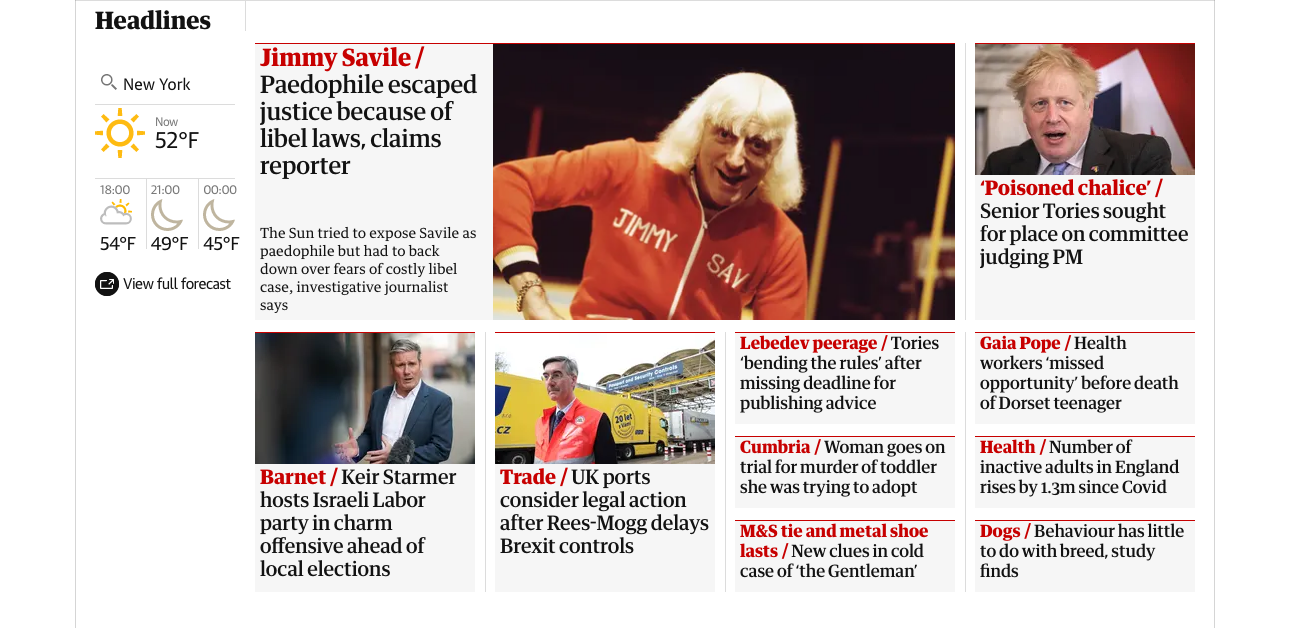 Headlines
New York
Now
52°F
18:00
21:00
00:00
54°F
49°F
45°F
View full forecast
Jimmy Savile /
Paedophile escaped
justice because of
libel laws, claims
reporter
The Sun tried to expose Savile as
paedophile but had to back
down over fears of costly libel
case, investigative journalist
says
JIMMY SAV
‘Poisoned chalice’ /
Senior Tories sought
for place on committee
judging PM
Barnet / Keir Starmer
hosts Israeli Labor
party in charm
offensive ahead of
local elections
.CZ
20 let
s Vámi
Passport and Security Controls
Trade / UK ports
consider legal action
after Rees-Mogg delays
Brexit controls
Lebedev peerage / Tories
‘bending the rules’ after
missing deadline for
publishing advice
Cumbria / Woman goes on
trial for murder of toddler
she was trying to adopt
M&S tie and metal shoe
lasts / New clues in cold
case of ‘the Gentleman’
Gaia Pope / Health
workers ‘missed
opportunity’ before death
of Dorset teenager
Health / Number of
inactive adults in England
rises by 1.3m since Covid
Dogs / Behaviour has little
to do with breed, study
finds